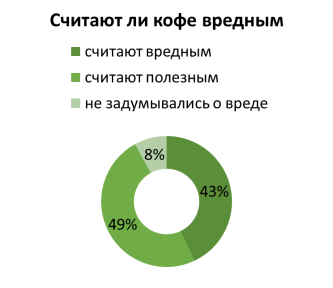 Считают ли кофе вредным
считают вредным
считают полезным
не задумывались о вреде
8%
43%
49%